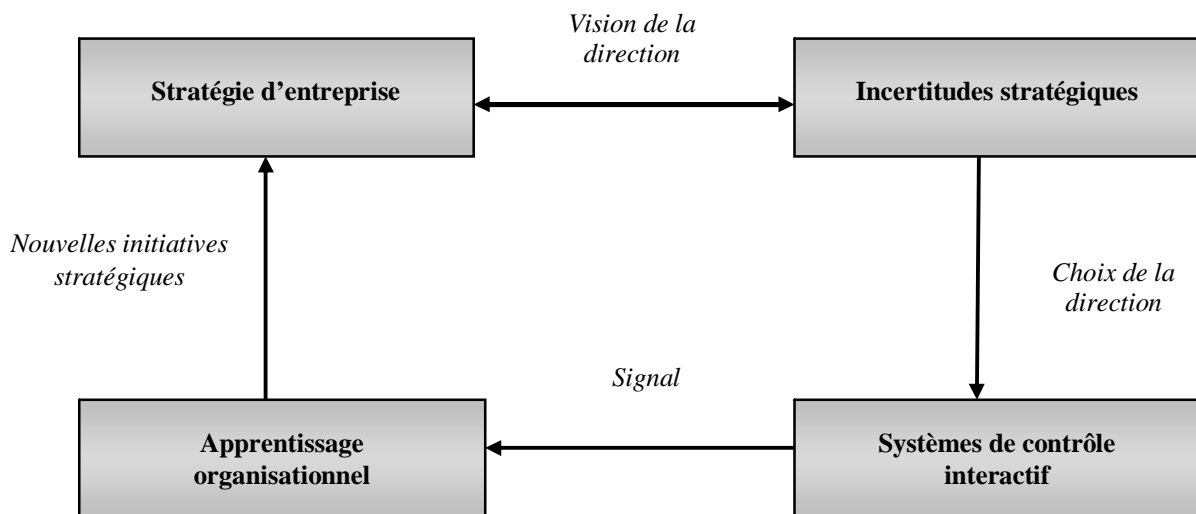 Vision de la
direction
Stratégie d'entreprise
Incertitudes stratégiques
Nouvelles initiatives
stratégiques
Choix de la
direction
Signal
Apprentissage
organisationnel
Systèmes de contrôle
interactif